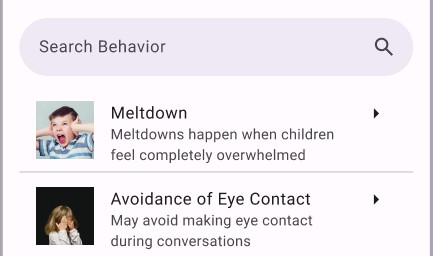 Search Behavior
Meltdown
Meltdowns happen when children
feel completely overwhelmed
Avoidance of Eye Contact
May avoid making eye contact
during conversations